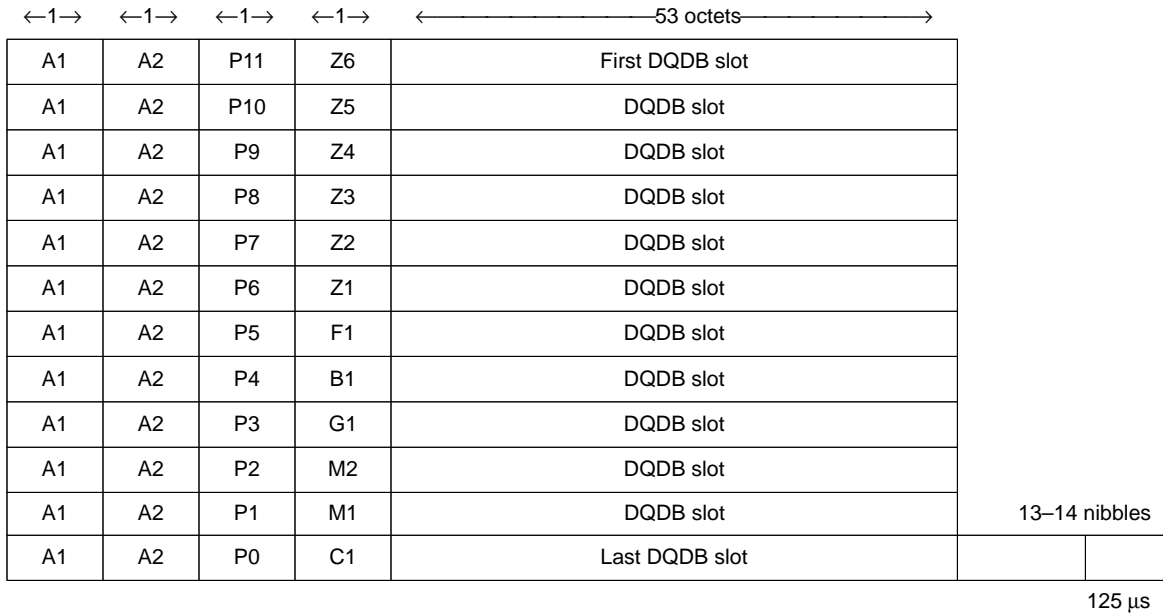 ←1→ ←1→ ←1→ ←1→ ←53 octets→
A1 A2 P11 Z6 First DQDB slot
A1 A2 P10 Z5 DQDB slot
A1 A2 P9 Z4 DQDB slot
A1 A2 P8 Z3 DQDB slot
A1 A2 P7 Z2 DQDB slot
A1 A2 P6 Z1 DQDB slot
A1 A2 P5 F1 DQDB slot
A1 A2 P4 B1 DQDB slot
A1 A2 P3 G1 DQDB slot
A1 A2 P2 M2 DQDB slot
A1 A2 P1 M1 DQDB slot 13–14 nibbles
A1 A2 P0 C1 Last DQDB slot
125 μs